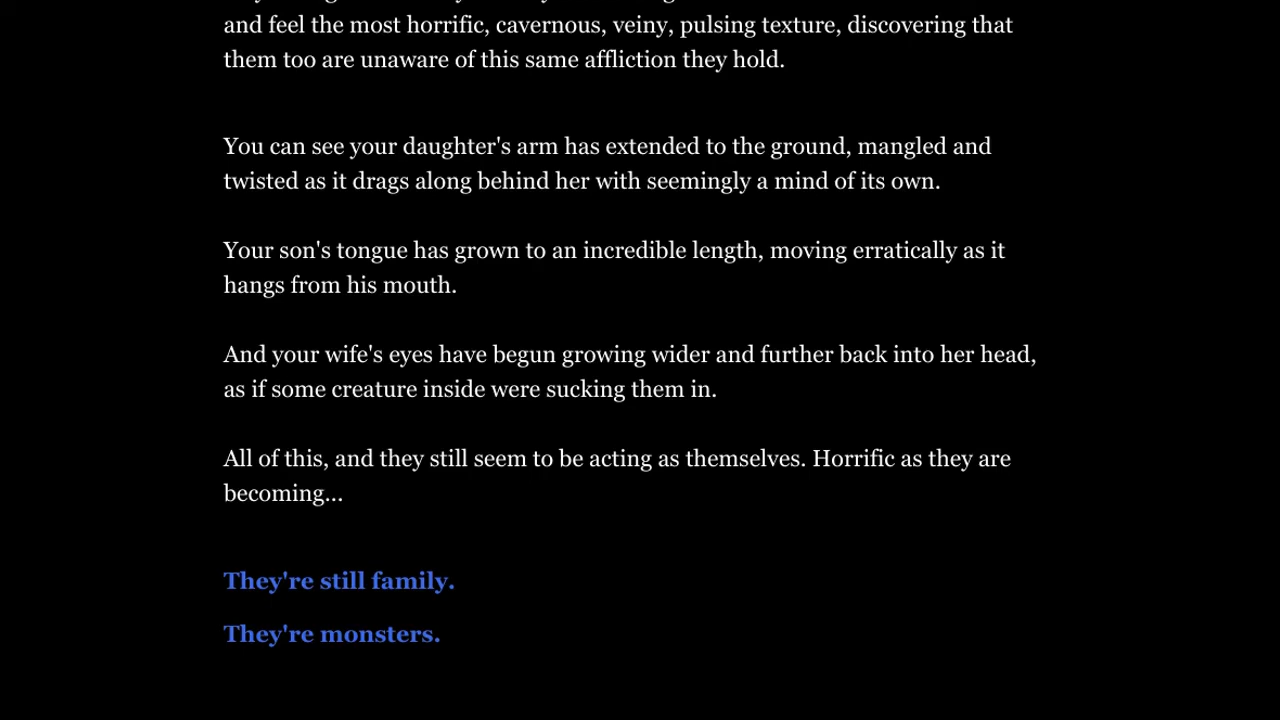 and feel the most horrific, cavernous, veiny, pulsing texture, discovering that
them too are unaware of this same affliction they hold.
You can see your daughter's arm has extended to the ground, mangled and
twisted as it drags along behind her with seemingly a mind of its own.
Your son's tongue has grown to an incredible length, moving erratically as it
hangs from his mouth.
And your wife's eyes have begun growing wider and further back into her head,
as if some creature inside were sucking them in.
All of this, and they still seem to be acting as themselves. Horrific as they are
becoming...
They're still family.
They're monsters.